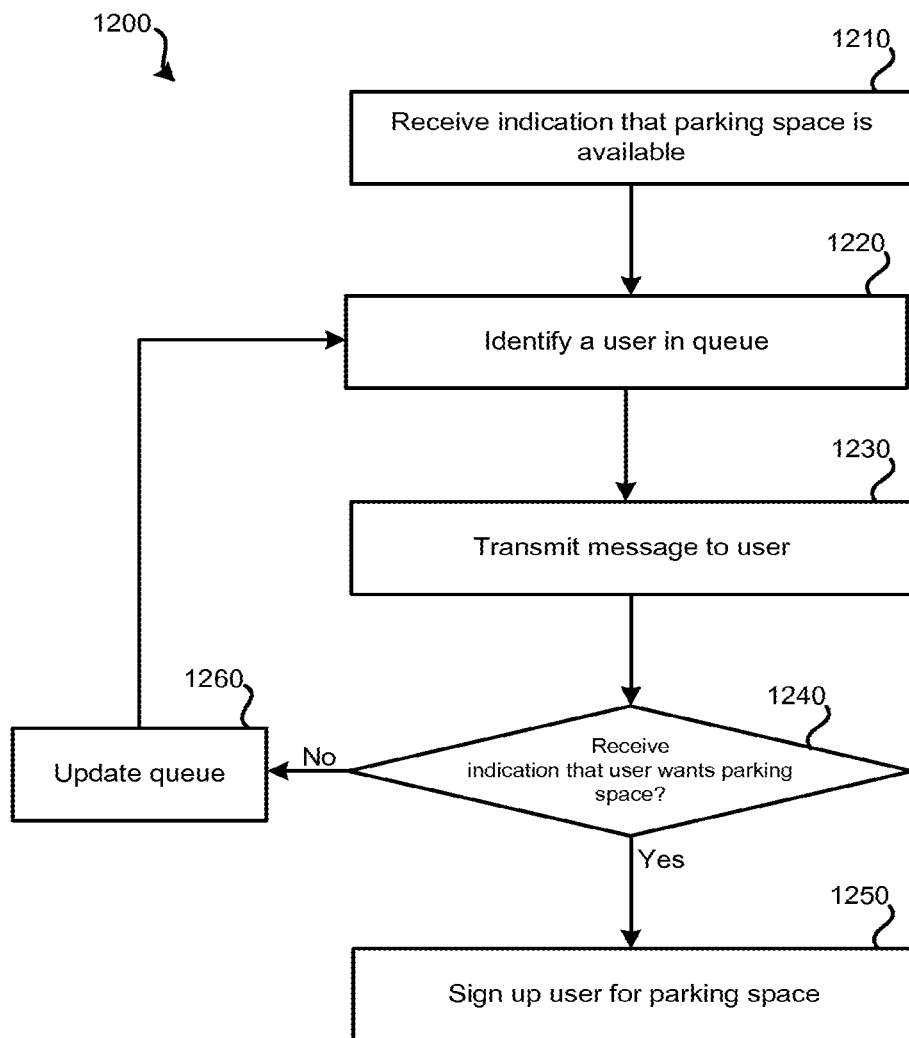 1200
1210
Receive indication that parking space is
available
1220
Identify a user in queue
1230
Transmit message to user
1240
Receive
indication that user wants parking
space?
No
1260
Update queue
Yes
1250
Sign up user for parking space